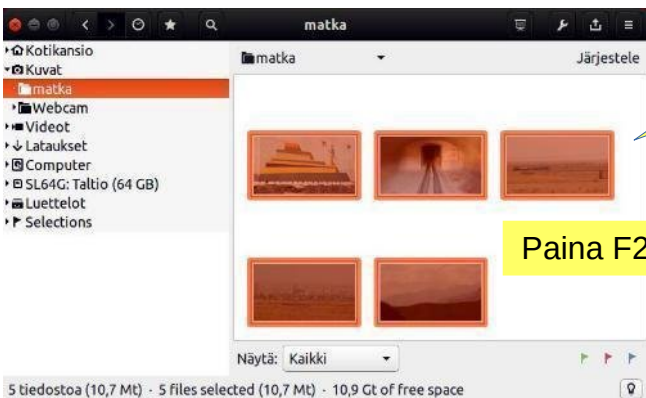 matka
matka
Järjestele
Kotikansio
Kuvat
matka
Webcam
Videot
Lataukset
Computer
SL64G: Taltio (64 GB)
Luettelot
Selections
Paina F2
Näytä: Kaikki
5 tiedostoa (10,7 Mt) · 5 files selected (10,7 Mt) · 10,9 Gt of free space